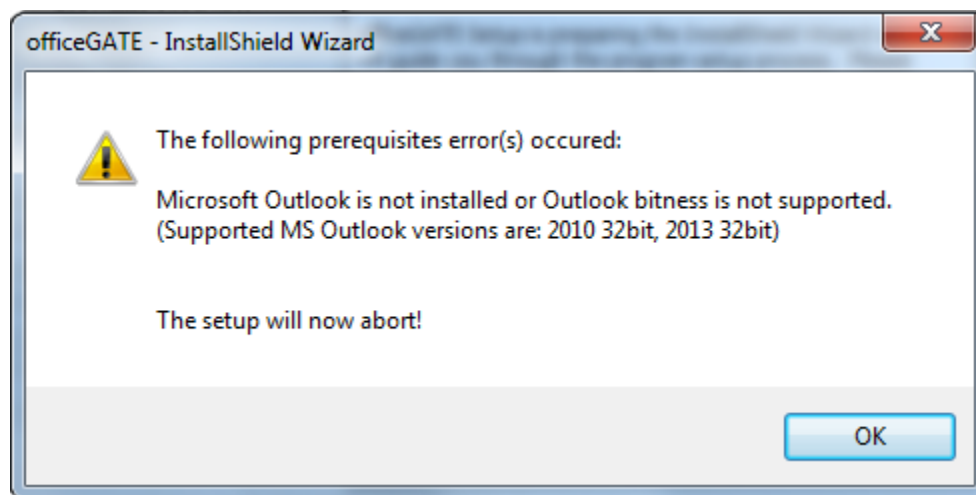 officeGATE - InstallShield Wizard
The following prerequisites error(s) occured:
Microsoft Outlook is not installed or Outlook bitness is not supported.
(Supported MS Outlook versions are: 2010 32bit, 2013 32bit)
The setup will now abort!
OK